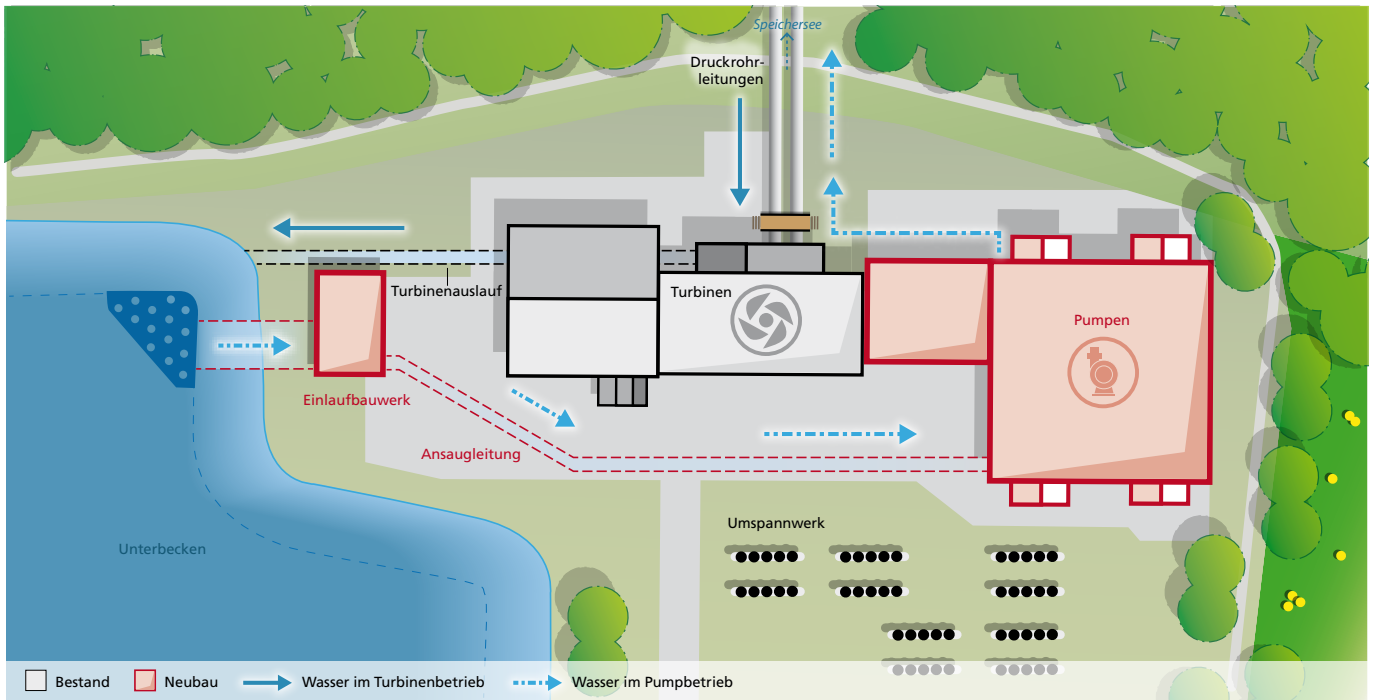 Speichersee
Druckrohr-
leitungen
Turbinenauslauf
Turbinen
Pumpen
Einlaufbauwerk
Ansaugleitung
Umspannwerk
Unterbecken
Bestand
Neubau
Wasser im Turbinenbetrieb
Wasser im Pumpbetrieb